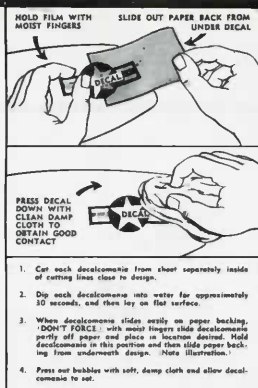 HOLD FILM WITH
MOIST FINGERS
SLIDE OUT PAPER BACK FROM
UNDER DECAL
DECAL
PRESS DECAL
DOWN WITH
CLEAN DAMP
CLOTH TO
OBTAIN GOOD
CONTACT
DECAL
1. Cut each decalcomania from sheet separately inside
of cutting lines close to design.
2. Dip each decalcomania into water for approximately
30 seconds, and then lay on flat surface.
3. When decalcomania slides easily on paper backing,
(DON'T FORCE) with moist fingers slide decalcomania
partly off paper and place in location desired. Hold
decalcomania in this position and then slide paper back-
ing from underneath design. (Note illustration.)
4. Press out bubbles with soft, damp cloth and allow decal-
comania to set.